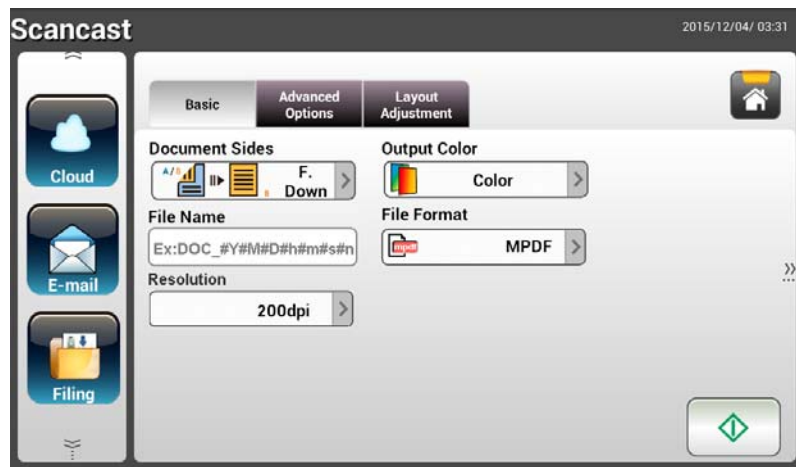 Scancast
2015/12/04/ 03:31
Cloud
E-mail
Filing
Basic
Advanced
Options
Layout
Adjustment
Document Sides
A/
F.
Down
Output Color
Color
File Name
Ex:DOC_#Y#M#D#h#m#s#n
File Format
mpdf
MPDF
Resolution
200dpi